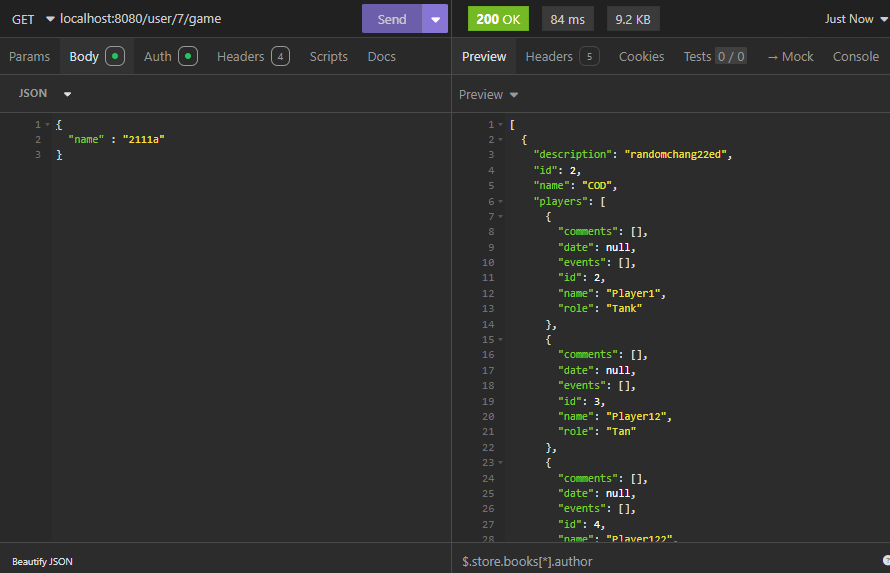 GET localhost:8080/user/7/game Send 200 OK 84 ms 9.2 KB Just Now
Params Body Auth Headers 4 Scripts Docs Preview Headers 5 Cookies Tests 0 / 0 → Mock Console
JSON
Preview
1 {
2 "name" : "2111a"
3 }
1 [
2 {
3 "description": "randomchang22ed",
4 "id": 2,
5 "name": "COD",
6 "players": [
7 {
8 "comments": [],
9 "date": null,
10 "events": [],
11 "id": 2,
12 "name": "Player1",
13 "role": "Tank"
14 },
15 {
16 "comments": [],
17 "date": null,
18 "events": [],
19 "id": 3,
20 "name": "Player12",
21 "role": "Tan"
22 },
23 {
24 "comments": [],
25 "date": null,
26 "events": [],
27 "id": 4,
28 "name": "Player122",
Beautify JSON
$.store.books[*].author